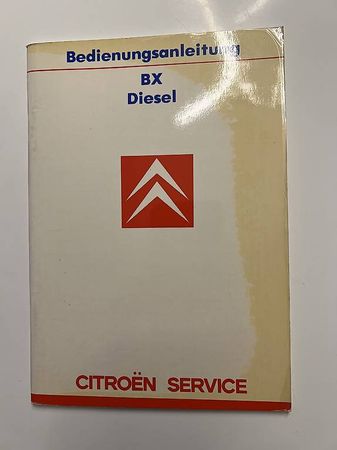 Bedienungsanleitung
BX
Diesel
CITROËN SERVICE